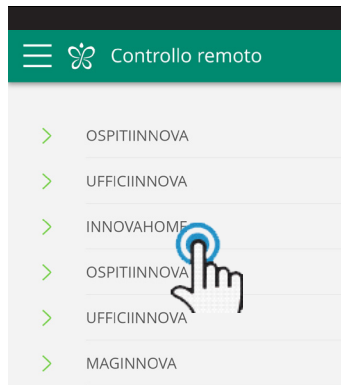 Controllo remoto
OSPITIINNOVA
UFFICIINNOVA
INNOVAHOME
OSPITIINNOVA
UFFICIINNOVA
MAGINNOVA